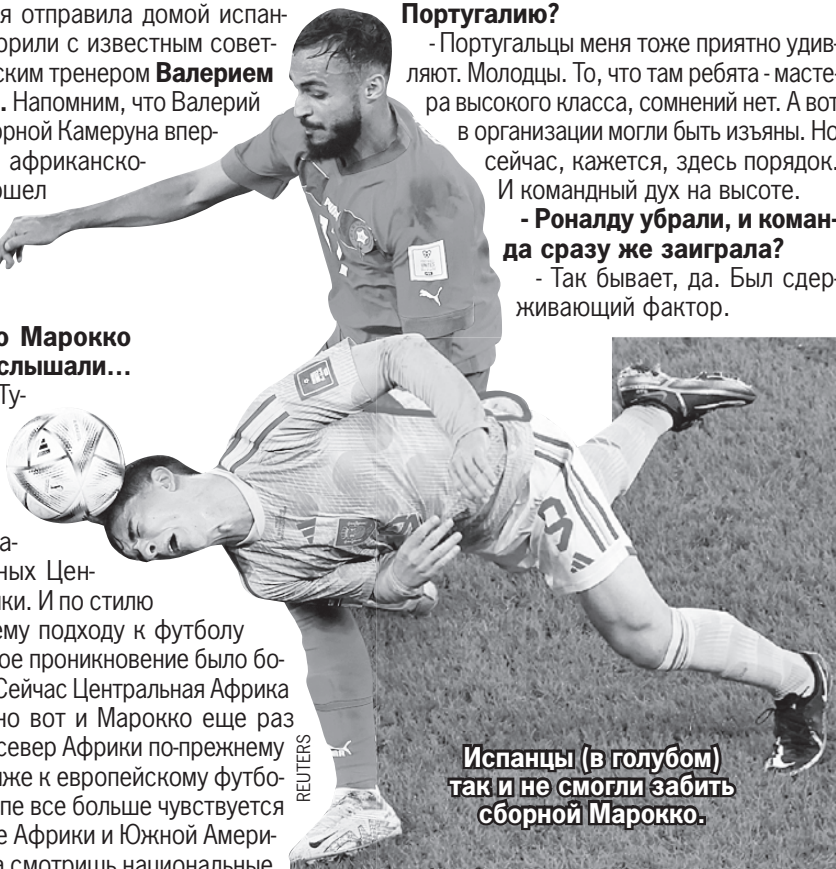 я отправила домой испан-
орили с известным совет-
ским тренером Валерием
. Напомним, что Валерий
орной Камеруна впер-
африканско-
ошел
о Марокко
слышали...
Ту-
а-
ных Цен-
ки. И по стилю
ему подходу к футболу
ое проникновение было бо-
Сейчас Центральная Африка
но вот и Марокко еще раз
север Африки по-прежнему
иже к европейскому футбо-
пе все больше чувствуется
е Африки и Южной Амери-
а смотришь национальные
Португалию?
- Португальцы меня тоже приятно удив-
ляют. Молодцы. То, что там ребята - масте-
ра высокого класса, сомнений нет. А вот
в организации могли быть изъяны. Но
сейчас, кажется, здесь порядок.
И командный дух на высоте.
- Роналду убрали, и коман-
да сразу же заиграла?
- Так бывает, да. Был сдер-
живающий фактор.
REUTERS
9
Испанцы (в голубом)
так и не смогли забить
сборной Марокко.